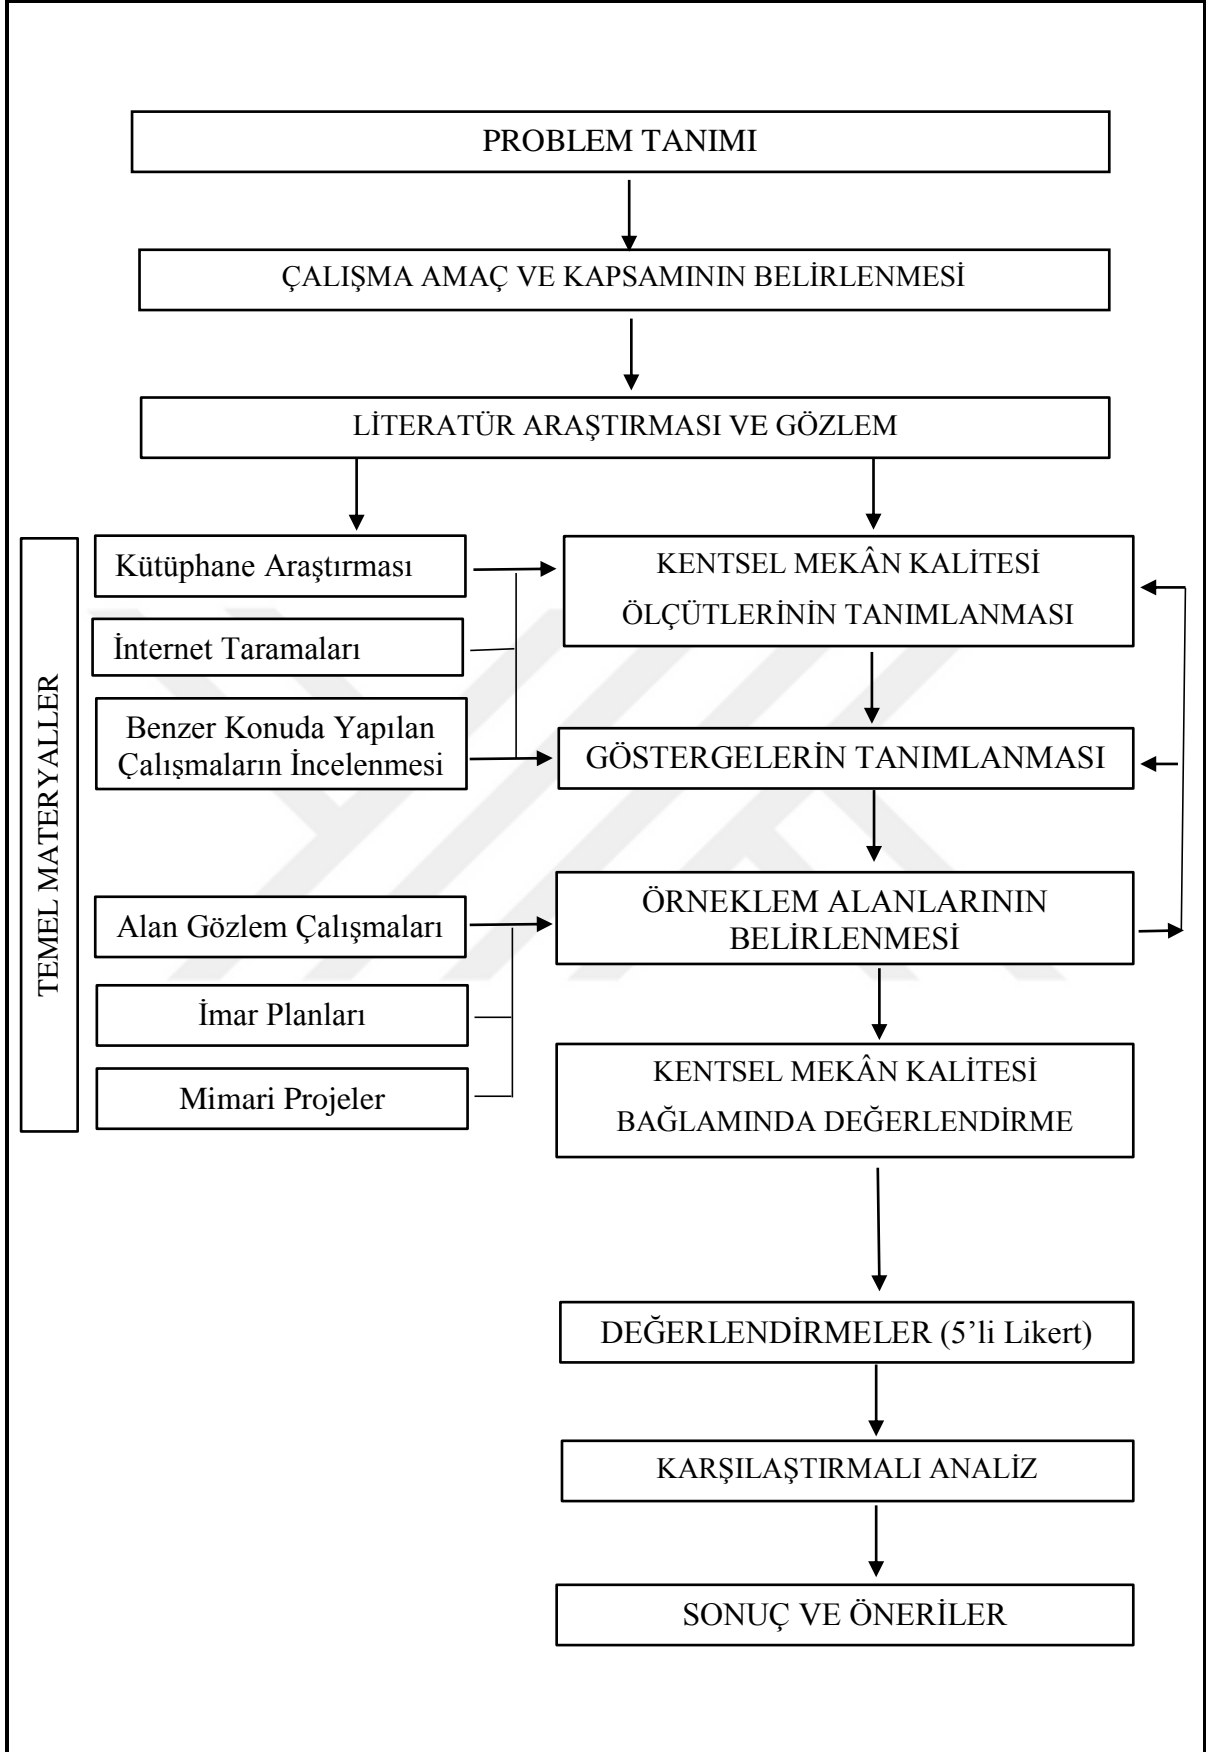 PROBLEM TANIMI
ÇALIŞMA AMAÇ VE KAPSAMININ BELİRLENMESİ
LİTERATÜR ARAŞTIRMASI VE GÖZLEM
TEMEL MATERYALLER
Kütüphane Araştırması
İnternet Taramaları
Benzer Konuda Yapılan
Çalışmaların İncelenmesi
Alan Gözlem Çalışmaları
İmar Planları
Mimari Projeler
KENTSEL MEKÂN KALİTESİ
ÖLÇÜTLERİNİN TANIMLANMASI
GÖSTERGELERİN TANIMLANMASI
ÖRNEKLEM ALANLARININ
BELİRLENMESİ
KENTSEL MEKÂN KALİTESİ
BAĞLAMINDA DEĞERLENDİRME
DEĞERLENDİRMELER (5’li Likert)
KARŞILAŞTIRMALI ANALİZ
SONUÇ VE ÖNERİLER